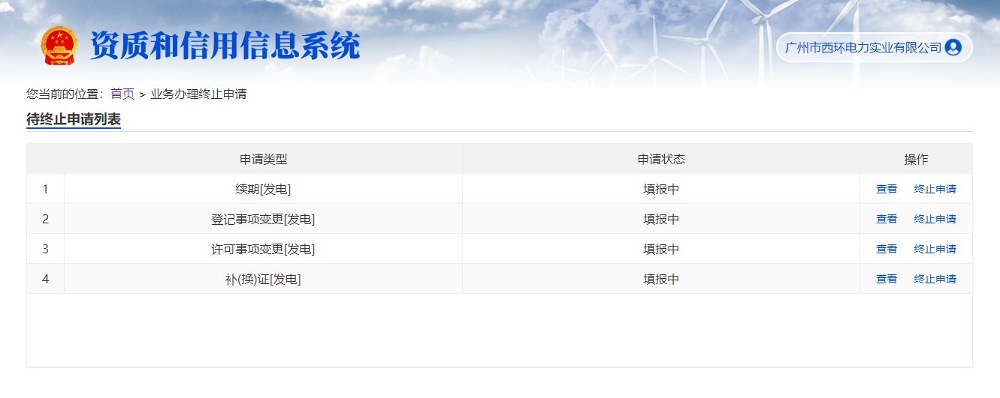 资质和信用信息系统
广州市西环电力实业有限公司
您当前的位置：首页 > 业务办理终止申请
待终止申请列表
申请类型 申请状态 操作
1 续期[发电] 填报中 查看 终止申请
2 登记事项变更[发电] 填报中 查看 终止申请
3 许可事项变更[发电] 填报中 查看 终止申请
4 补(换)证[发电] 填报中 查看 终止申请